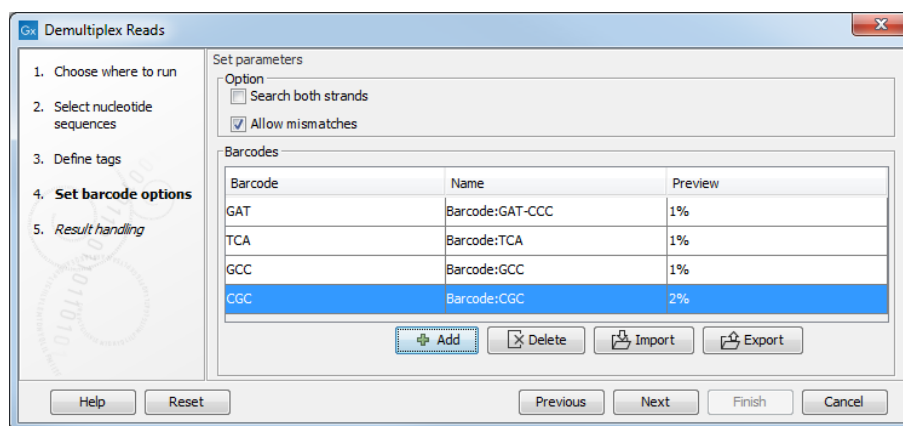 Gx Demultiplex Reads
1. Choose where to run
2. Select nucleotide
sequences
3. Define tags
4. Set barcode options
5. Result handling
Set parameters
Option
Search both strands
Allow mismatches
Barcodes
Barcode Name Preview
GAT Barcode:GAT-CCC 1%
TCA Barcode:TCA 1%
GCC Barcode:GCC 1%
CGC Barcode:CGC 2%
Add Delete Import Export
Help Reset Previous Next Finish Cancel